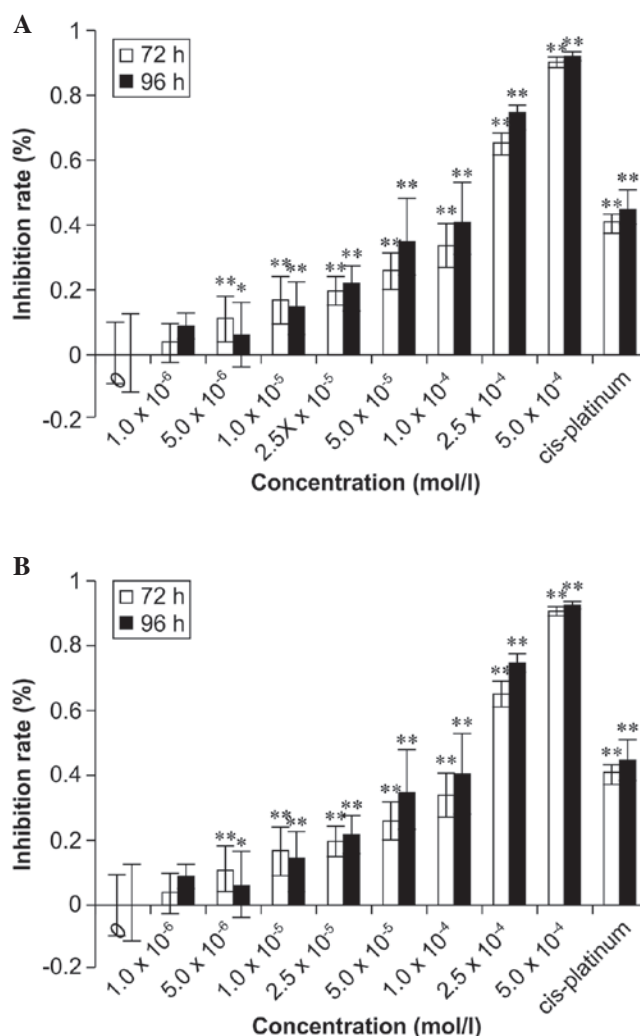 A
72 h
96 h
Inhibition rate (%)
1
0.8
0.6
0.4
0.2
0
-0.2
** **
** **
** **
** **
** **
** **
** **
** *
** **
0
1.0 x 10-6
5.0 x 10-6
1.0 x 10-5
2.5X x 10-5
5.0 x 10-5
1.0 x 10-4
2.5 x 10-4
5.0 x 10-4
cis-platinum
Concentration (mol/l)
B
72 h
96 h
Inhibition rate (%)
1
0.8
0.6
0.4
0.2
0
-0.2
** **
** **
** **
** **
** **
** **
** **
** *
** **
0
1.0 x 10-6
5.0 x 10-6
1.0 x 10-5
2.5 x 10-5
5.0 x 10-5
1.0 x 10-4
2.5 x 10-4
5.0 x 10-4
cis-platinum
Concentration (mol/l)